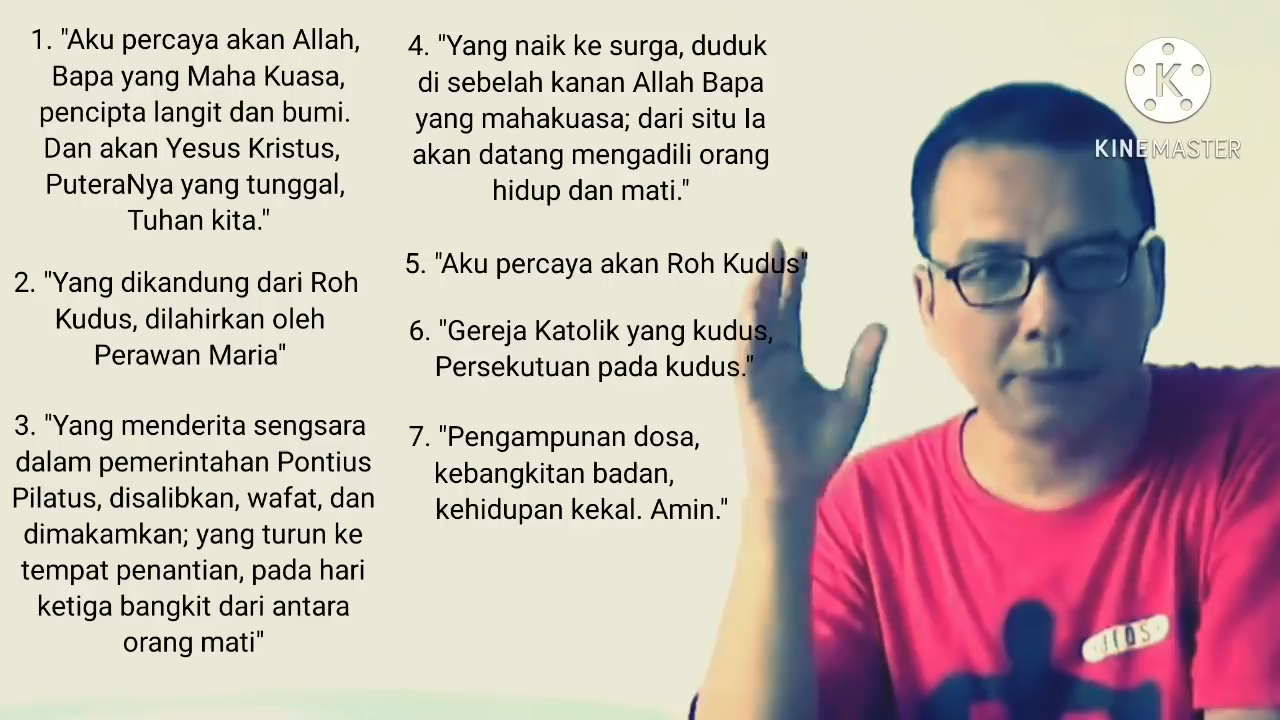 1. "Aku percaya akan Allah,
Bapa yang Maha Kuasa,
pencipta langit dan bumi.
Dan akan Yesus Kristus,
PuteraNya yang tunggal,
Tuhan kita."
2. "Yang dikandung dari Roh
Kudus, dilahirkan oleh
Perawan Maria"
3. "Yang menderita sengsara
dalam pemerintahan Pontius
Pilatus, disalibkan, wafat, dan
dimakamkan; yang turun ke
tempat penantian, pada hari
ketiga bangkit dari antara
orang mati"
4. "Yang naik ke surga, duduk
di sebelah kanan Allah Bapa
yang mahakuasa; dari situ Ia
akan datang mengadili orang
hidup dan mati."
5. "Aku percaya akan Roh Kudus"
6. "Gereja Katolik yang kudus,
Persekutuan pada kudus."
7. "Pengampunan dosa,
kebangkitan badan,
kehidupan kekal. Amin."
K
KINEMASTER